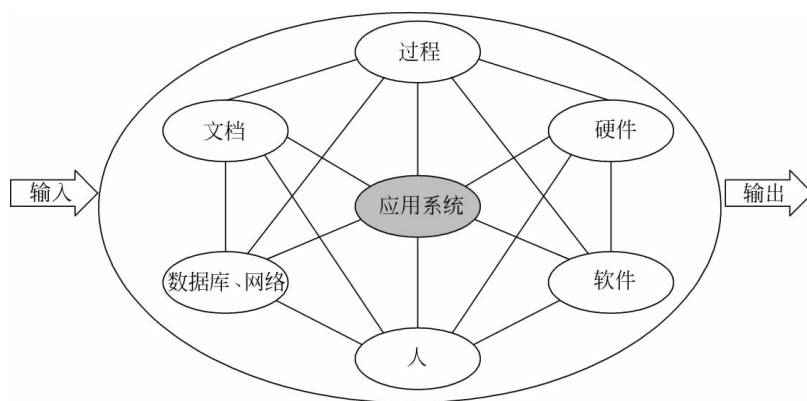 过程
文档
硬件
输入
应用系统
输出
数据库、网络
软件
人